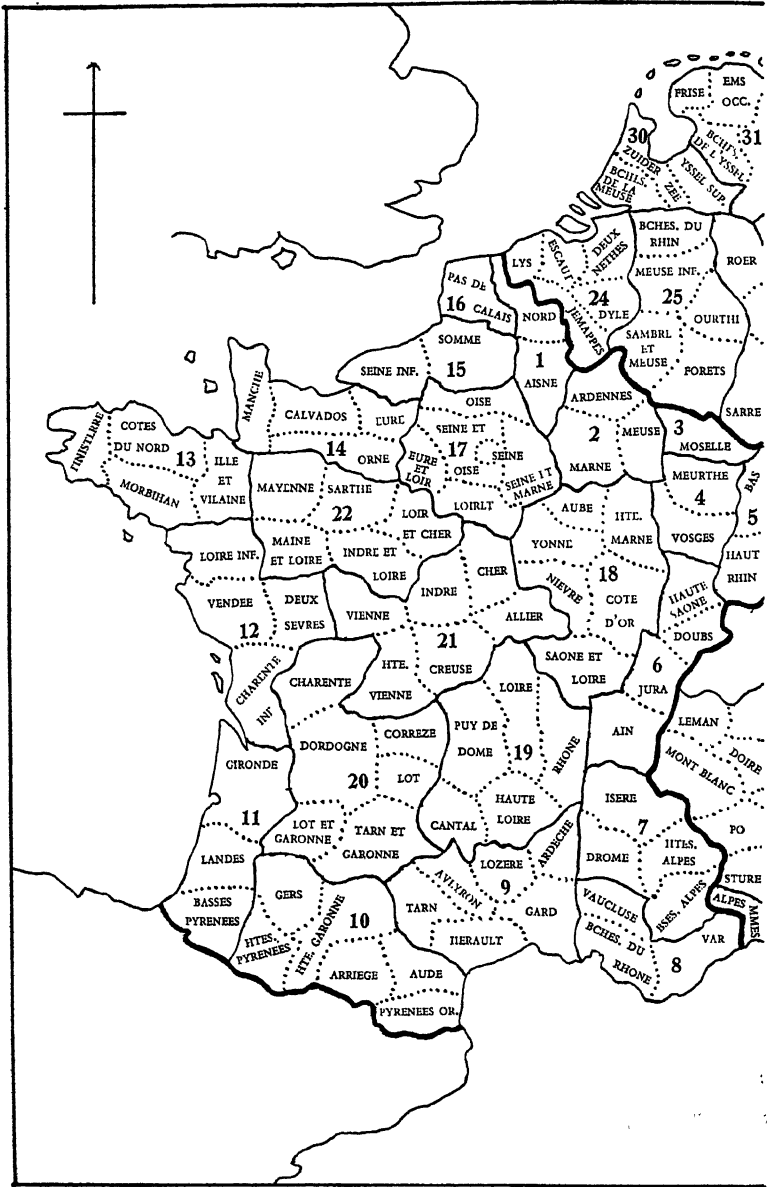 FRISE
EMS
OCC.
30
31
BCHES.
DE L'YSSEL
ZUIDER
ZEE
BCHES.
DE LA
MEUSE
YSSEL SUP.
BCHES. DU
RHIN
LYS
ESCAUT
DEUX
NETHES
ROER
MEUSE INF.
PAS DE
CALAIS
16
24
25
NORD
DYLE
JEMAPPES
OURTHI
SOMME
SAMBRE
ET
MEUSE
1
15
SEINE INF.
FORETS
AISNE
MANCHE
ARDENNES
OISE
SARRE
CALVADOS
EURE
COTES
DU NORD
FINISTERRE
SEINE ET
OISE
2
MEUSE
3
MOSELLE
17
SEINE
14
ORNE
13
ILLE
ET
VILAINE
EURE
ET
LOIR
MARNE
MEURTHE
BAS
SEINE ET
MARNE
MAYENNE
SARTHE
MORBIHAN
4
LOIR
ET CHER
LOIRET
AUBE
HTE.
MARNE
22
5
MAINE
ET LOIRE
YONNE
VOSGES
LOIRE INF.
INDRE ET
LOIRE
HAUT
RHIN
CHER
18
NIEVRE
INDRE
HAUTE
SAONE
VENDEE
DEUX
SEVRES
VIENNE
ALLIER
COTE
D'OR
12
DOUBS
21
SAONE ET
LOIRE
CHARENTE
INF
HTE.
VIENNE
CREUSE
6
CHARENTE
LOIRE
JURA
LEMAN
PUY DE
DOME
CORREZE
AIN
DORDOGNE
19
RHONE
DOIRE
MONT BLANC
GIRONDE
LOT
20
ISERE
HAUTE
LOIRE
11
LOT ET
GARONNE
TARN ET
GARONNE
CANTAL
7
PO
ARDECHE
HTES.
ALPES
LANDES
LOZERE
DROME
STURE
9
AVEYRON
BASSES
PYRENEES
GERS
VAUCLUSE
BSES. ALPES
ALPES
MMES
TARN
GARD
10
HTE. GARONNE
BCHES. DU
RHONE
HTES.
PYRENEES
HERAULT
VAR
8
ARRIEGE
AUDE
PYRENEES OR.